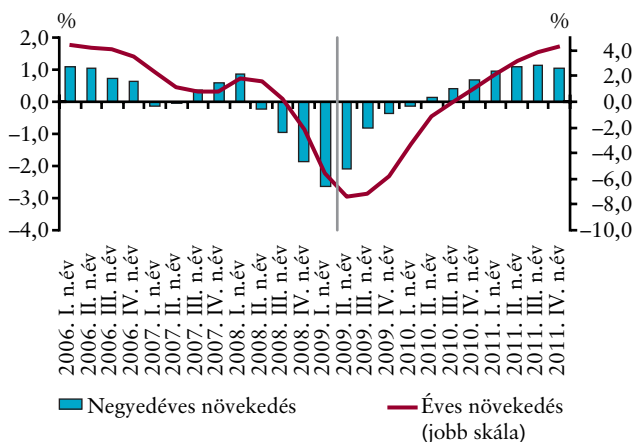 % %
2,0
1,0
0,0
–1,0
–2,0
–3,0
–4,0
4,0
2,0
0,0
–2,0
–4,0
–6,0
–8,0
–10,0
2006. I. n.év
2006. II. n.év
2006. III. n.év
2006. IV. n.év
2007. I. n.év
2007. II. n.év
2007. III. n.év
2007. IV. n.év
2008. I. n.év
2008. II. n.év
2008. III. n.év
2008. IV. n.év
2009. I. n.év
2009. II. n.év
2009. III. n.év
2009. IV. n.év
2010. I. n.év
2010. II. n.év
2010. III. n.év
2010. IV. n.év
2011. I. n.év
2011. II. n.év
2011. III. n.év
2011. IV. n.év
Negyedéves növekedés
Éves növekedés
(jobb skála)